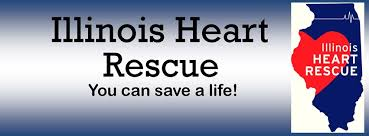 Illinois Heart
Rescue
You can save a life!
Illinois
HEART
RESCUE